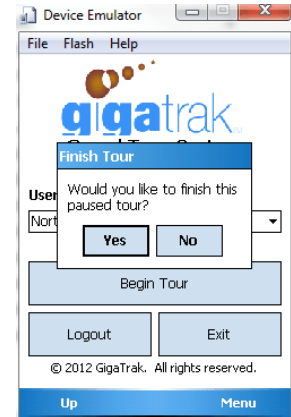 Device Emulator
File Flash Help
gigatrak
Finish Tour
User
Would you like to finish this
paused tour?
Nort
Yes No
Begin Tour
Logout Exit
© 2012 GigaTrak. All rights reserved.
Up Menu